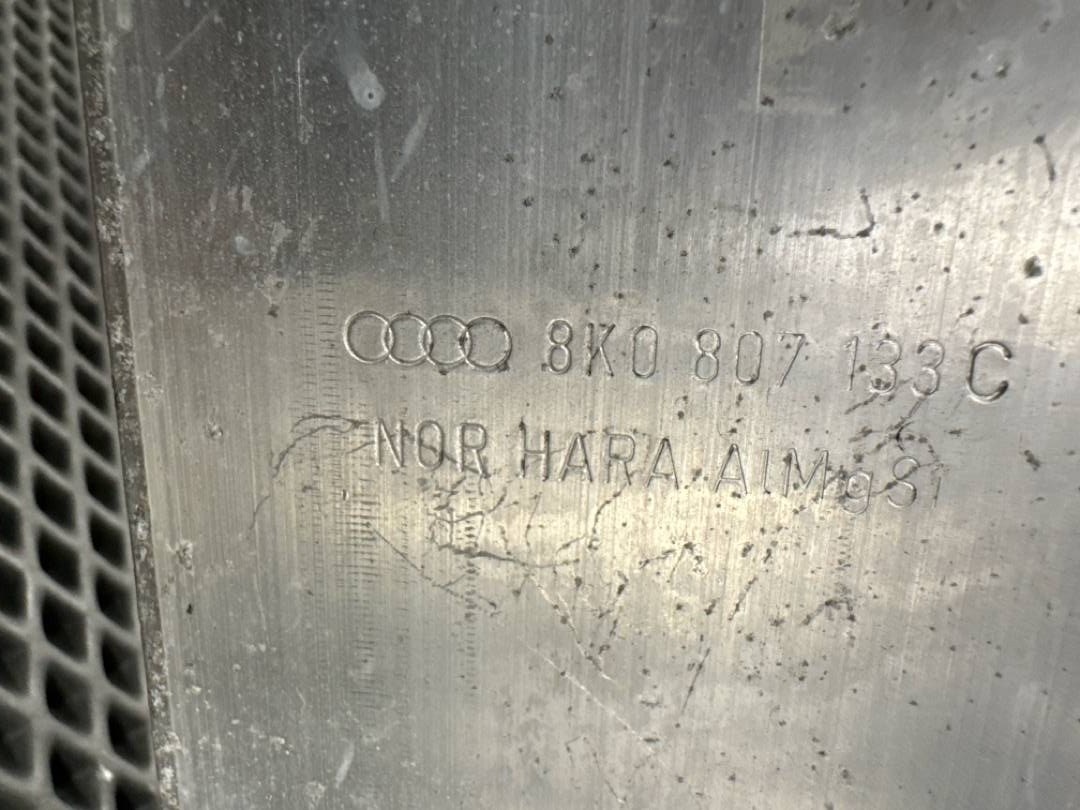 8K0 807 133 C
NOR HARA AlMgSi